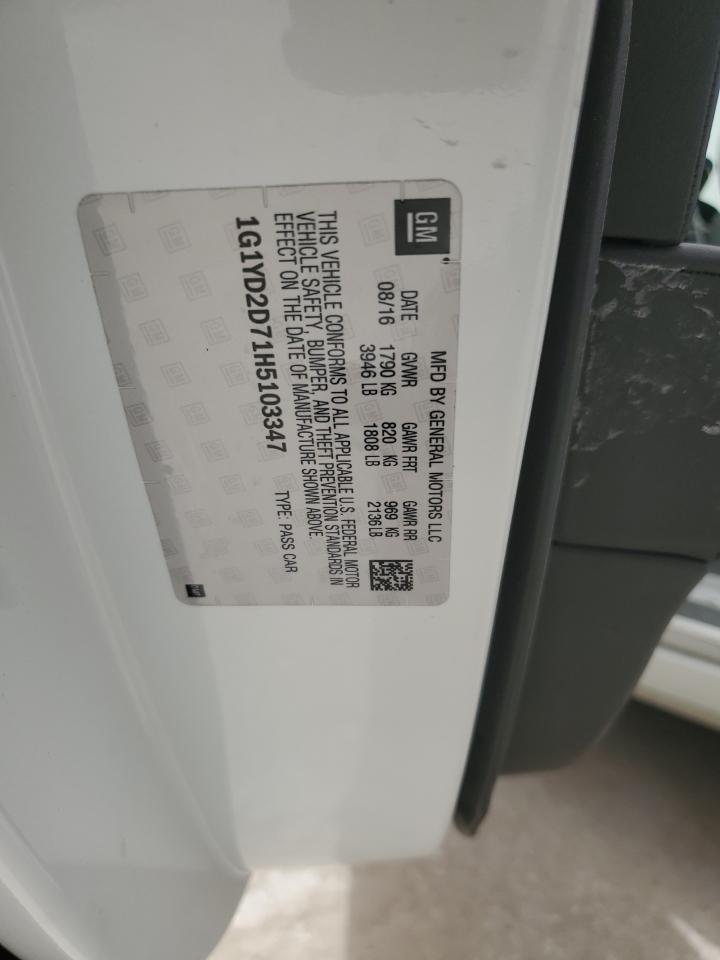 GM
MFD BY GENERAL MOTORS LLC
DATE GVWR GAWR FRT GAWR RR
08/16 1790 KG 820 KG 969 KG
3946 LB 1808 LB 2136 LB
THIS VEHICLE CONFORMS TO ALL APPLICABLE U.S. FEDERAL MOTOR
VEHICLE SAFETY, BUMPER, AND THEFT PREVENTION STANDARDS IN
EFFECT ON THE DATE OF MANUFACTURE SHOWN ABOVE.
1G1YD2D71H5103347 TYPE: PASS CAR